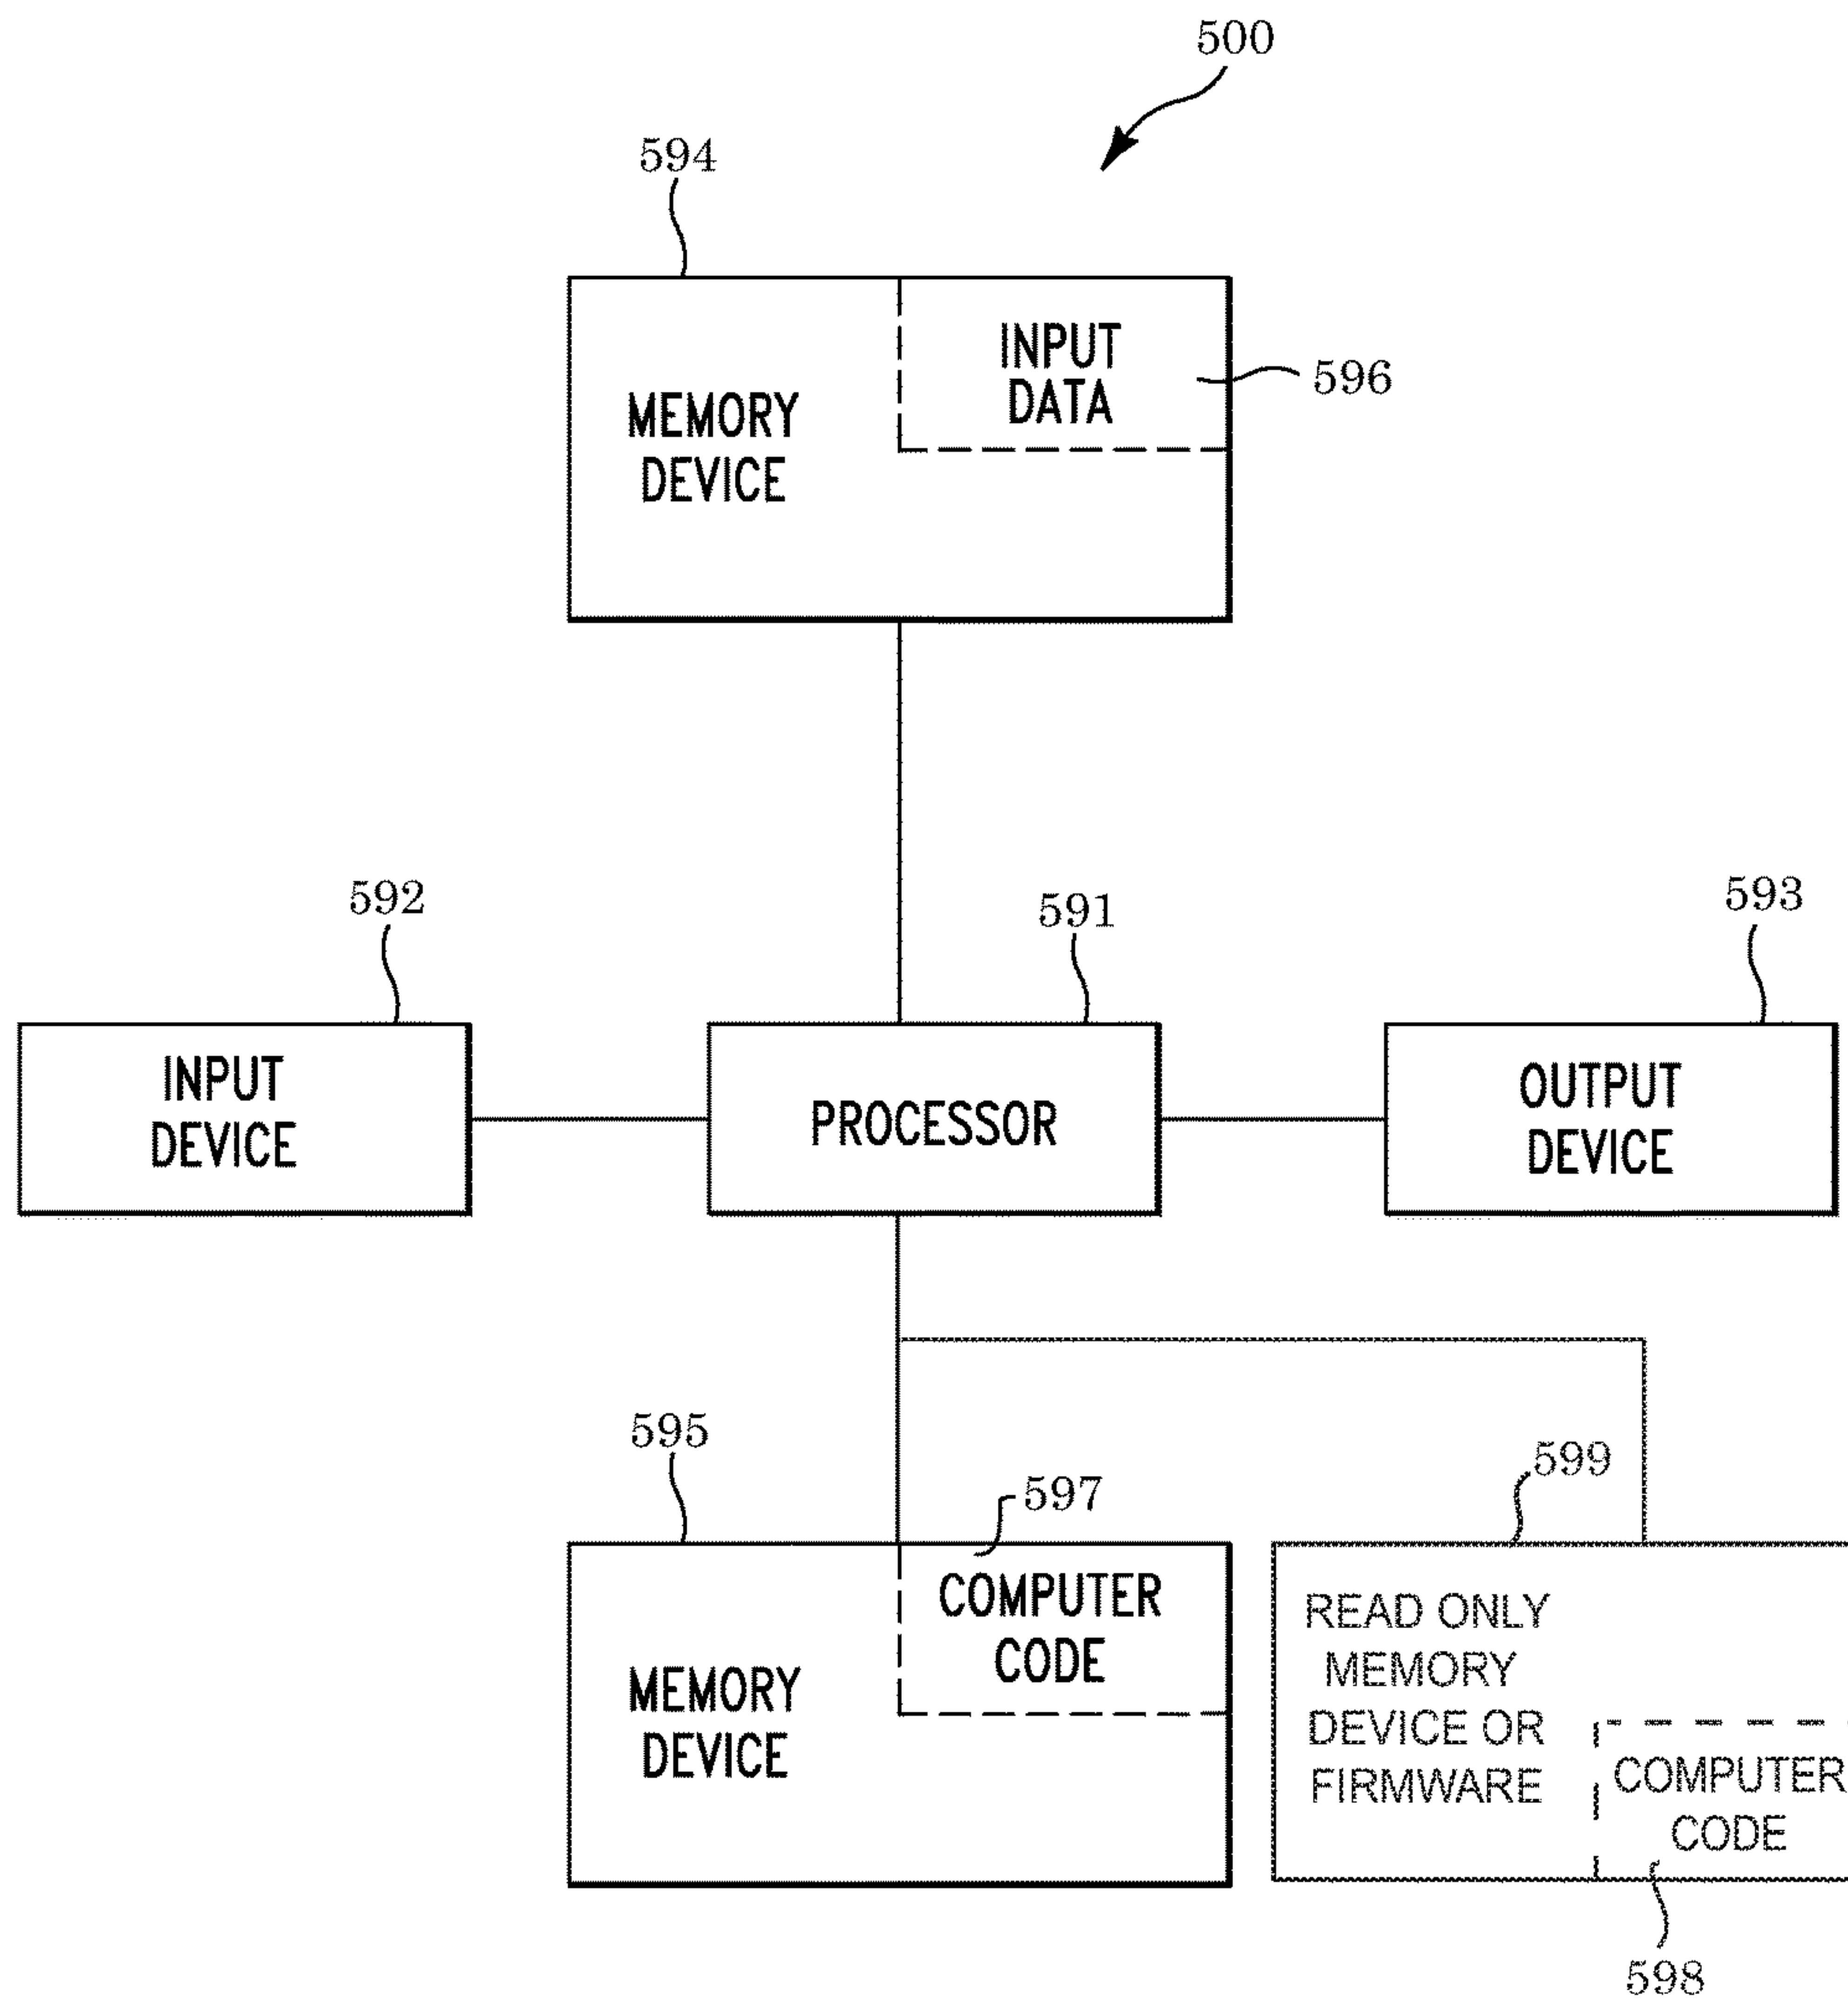 500
594
INPUT
DATA
596
MEMORY
DEVICE
592
591
593
INPUT
DEVICE
PROCESSOR
OUTPUT
DEVICE
595
597
599
COMPUTER
CODE
MEMORY
DEVICE
READ ONLY
MEMORY
DEVICE OR
FIRMWARE
COMPUTER
CODE
598